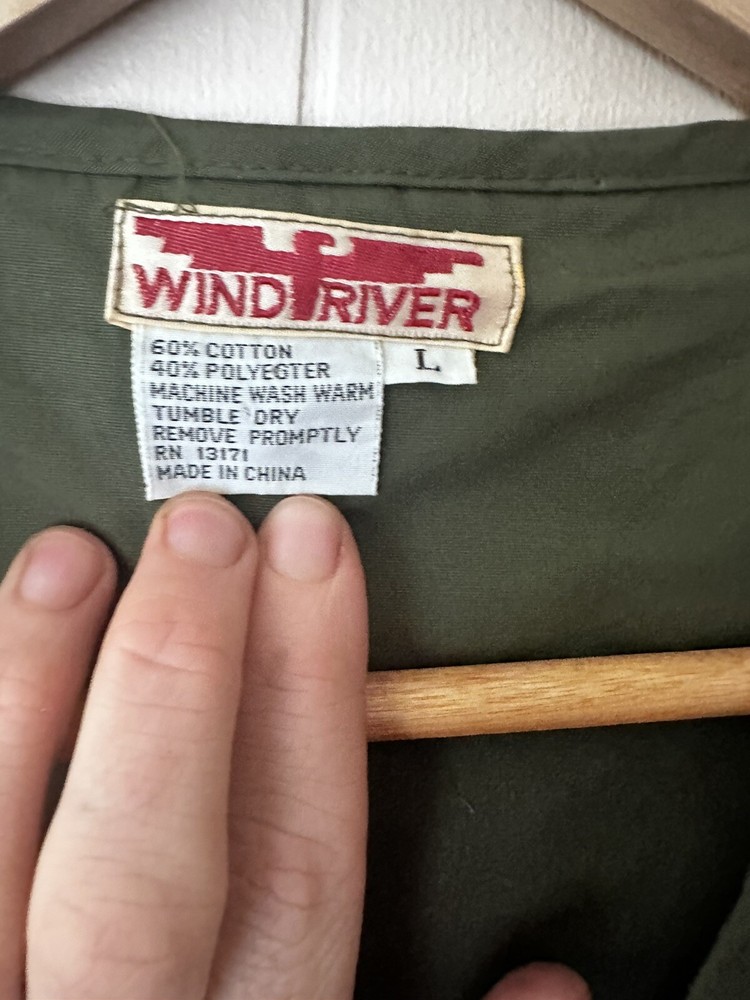 WIND RIVER
L
60% COTTON
40% POLYEGTER
MACHINE WASH WARM
TUMBLE DRY
REMOVE PROMPTLY
RN 13171
MADE IN CHINA